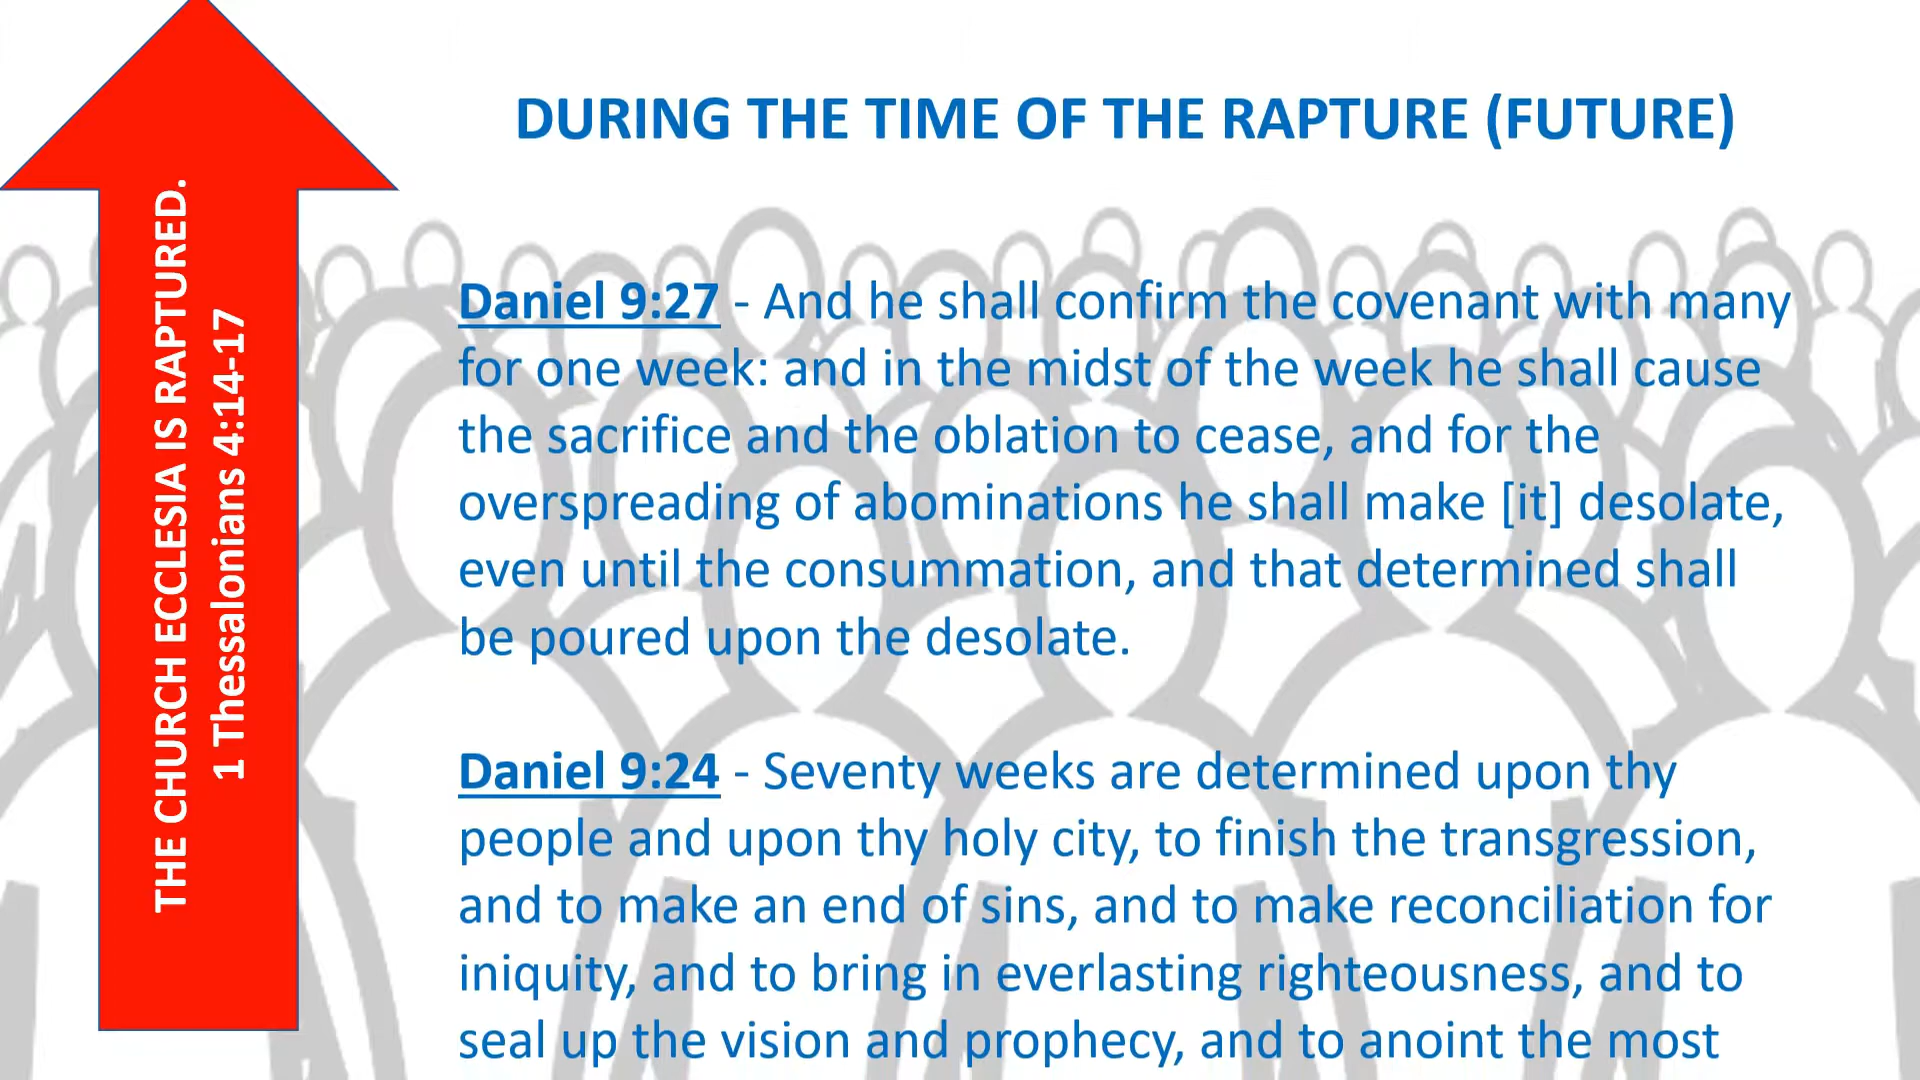 THE CHURCH ECCLESIA IS RAPTURED.
1 Thessalonians 4:14-17
DURING THE TIME OF THE RAPTURE (FUTURE)
Daniel 9:27 - And he shall confirm the covenant with many
for one week: and in the midst of the week he shall cause
the sacrifice and the oblation to cease, and for the
overspreading of abominations he shall make [it] desolate,
even until the consummation, and that determined shall
be poured upon the desolate.
Daniel 9:24 - Seventy weeks are determined upon thy
people and upon thy holy city, to finish the transgression,
and to make an end of sins, and to make reconciliation for
iniquity, and to bring in everlasting righteousness, and to
seal up the vision and prophecy, and to anoint the most